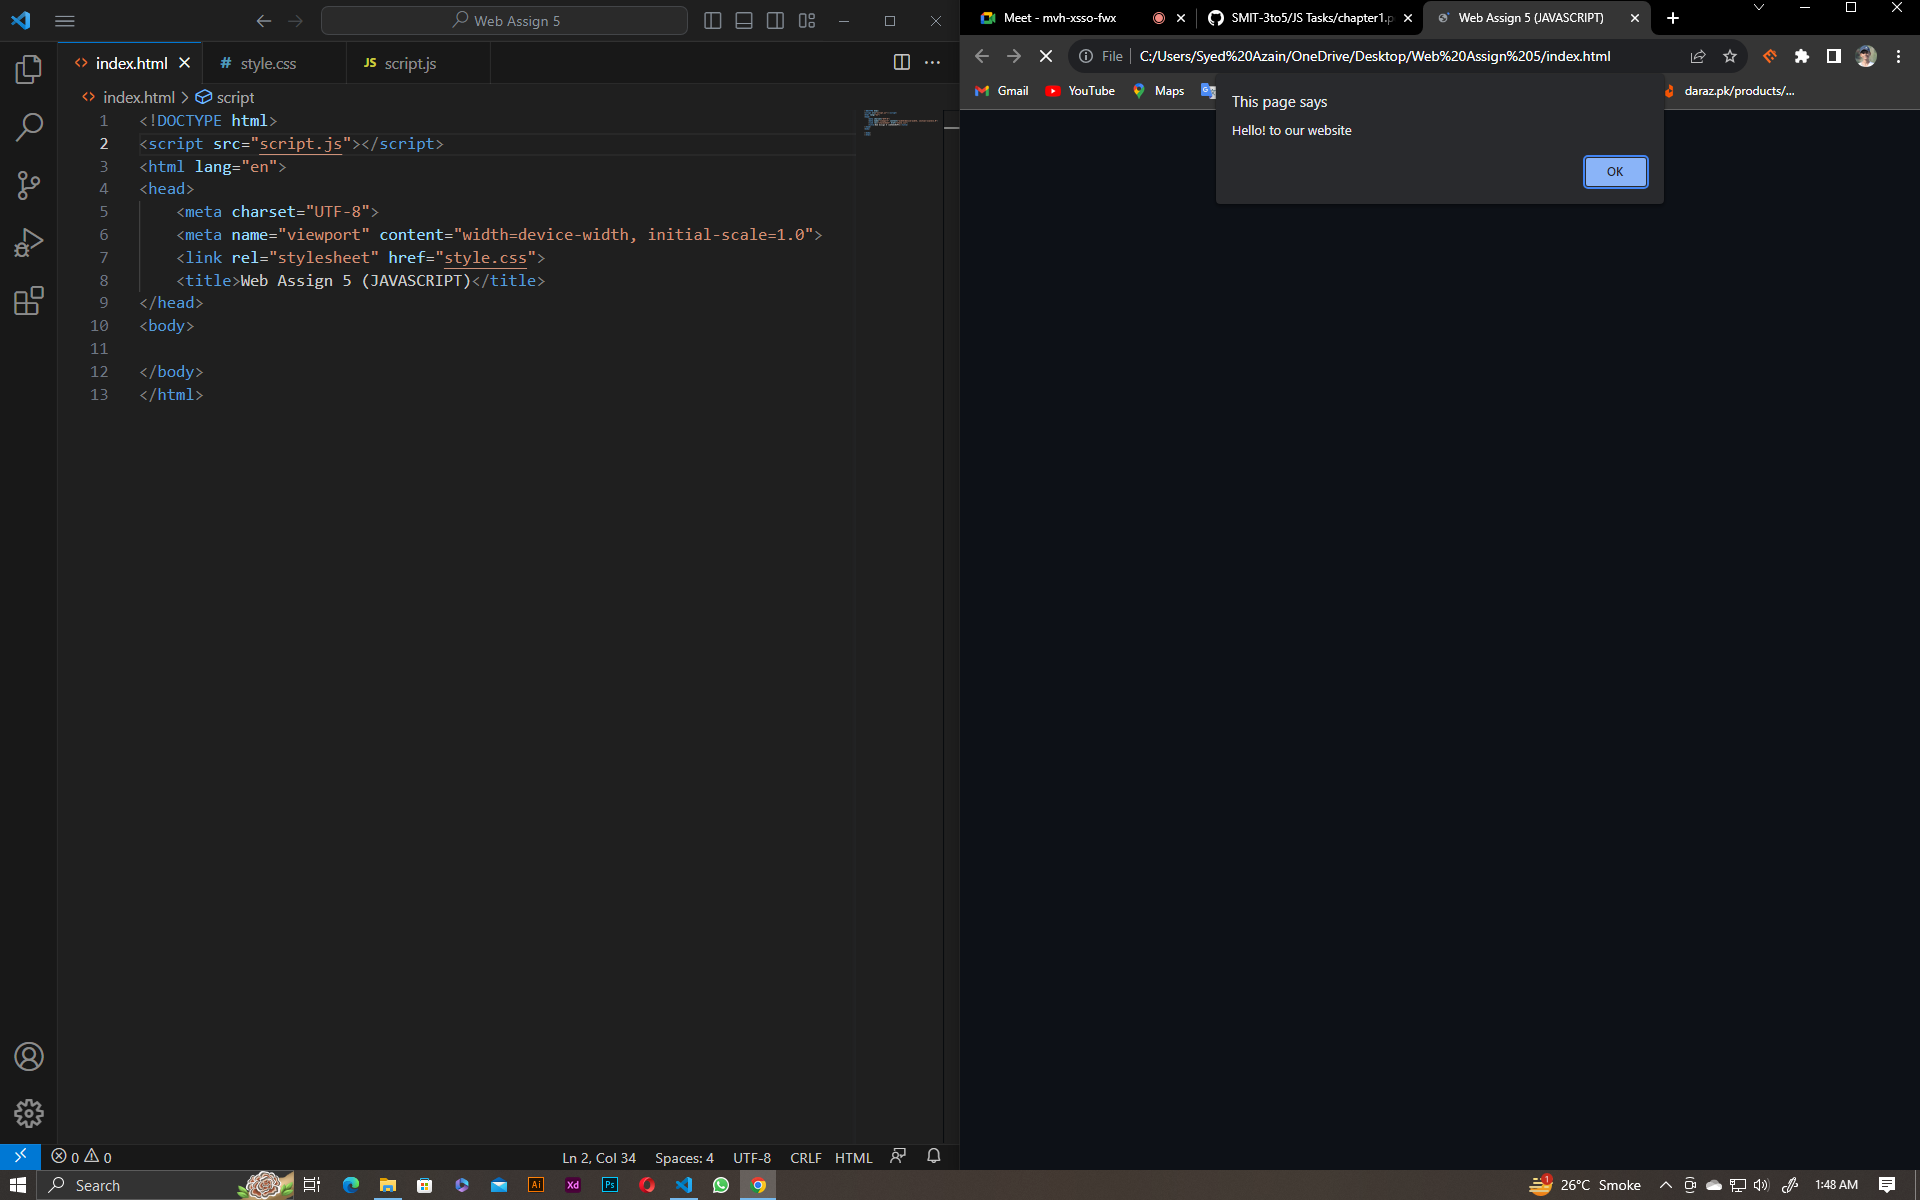 Web Assign 5
index.html
# style.css
JS script.js
index.html > script
1 <!DOCTYPE html>
2 <script src="script.js"></script>
3 <html lang="en">
4 <head>
5 <meta charset="UTF-8">
6 <meta name="viewport" content="width=device-width, initial-scale=1.0">
7 <link rel="stylesheet" href="style.css">
8 <title>Web Assign 5 (JAVASCRIPT)</title>
9 </head>
10 <body>
11
12 </body>
13 </html>
0 0
Ln 2, Col 34 Spaces: 4 UTF-8 CRLF HTML
Meet - mvh-xsso-fwx
SMIT-3to5/JS Tasks/chapter1.p
Web Assign 5 (JAVASCRIPT)
File C:/Users/Syed%20Azain/OneDrive/Desktop/Web%20Assign%205/index.html
Gmail YouTube Maps daraz.pk/products/...
This page says
Hello! to our website
OK
Search
Ai Xd Ps
1 26°C Smoke
1:48 AM